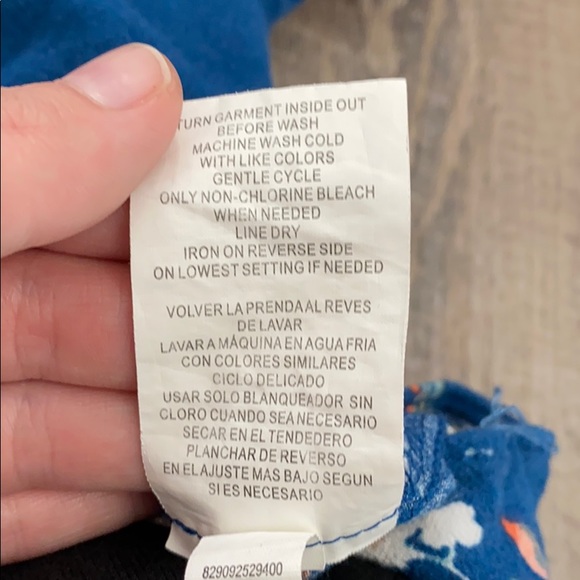 TURN GARMENT INSIDE OUT
BEFORE WASH
MACHINE WASH COLD
WITH LIKE COLORS
GENTLE CYCLE
ONLY NON-CHLORINE BLEACH
WHEN NEEDED
LINE DRY
IRON ON REVERSE SIDE
ON LOWEST SETTING IF NEEDED
VOLVER LA PRENDA AL REVES
DE LAVAR
LAVAR A MÁQUINA EN AGUA FRIA
CON COLORES SIMILARES
CICLO DELICADO
USAR SOLO BLANQUEADOR SIN
CLORO CUANDO SEA NECESARIO
SECAR EN EL TENDEDERO
PLANCHAR DE REVERSO
EN EL AJUSTE MAS BAJO SEGUN
SI ES NECESARIO
829092529400